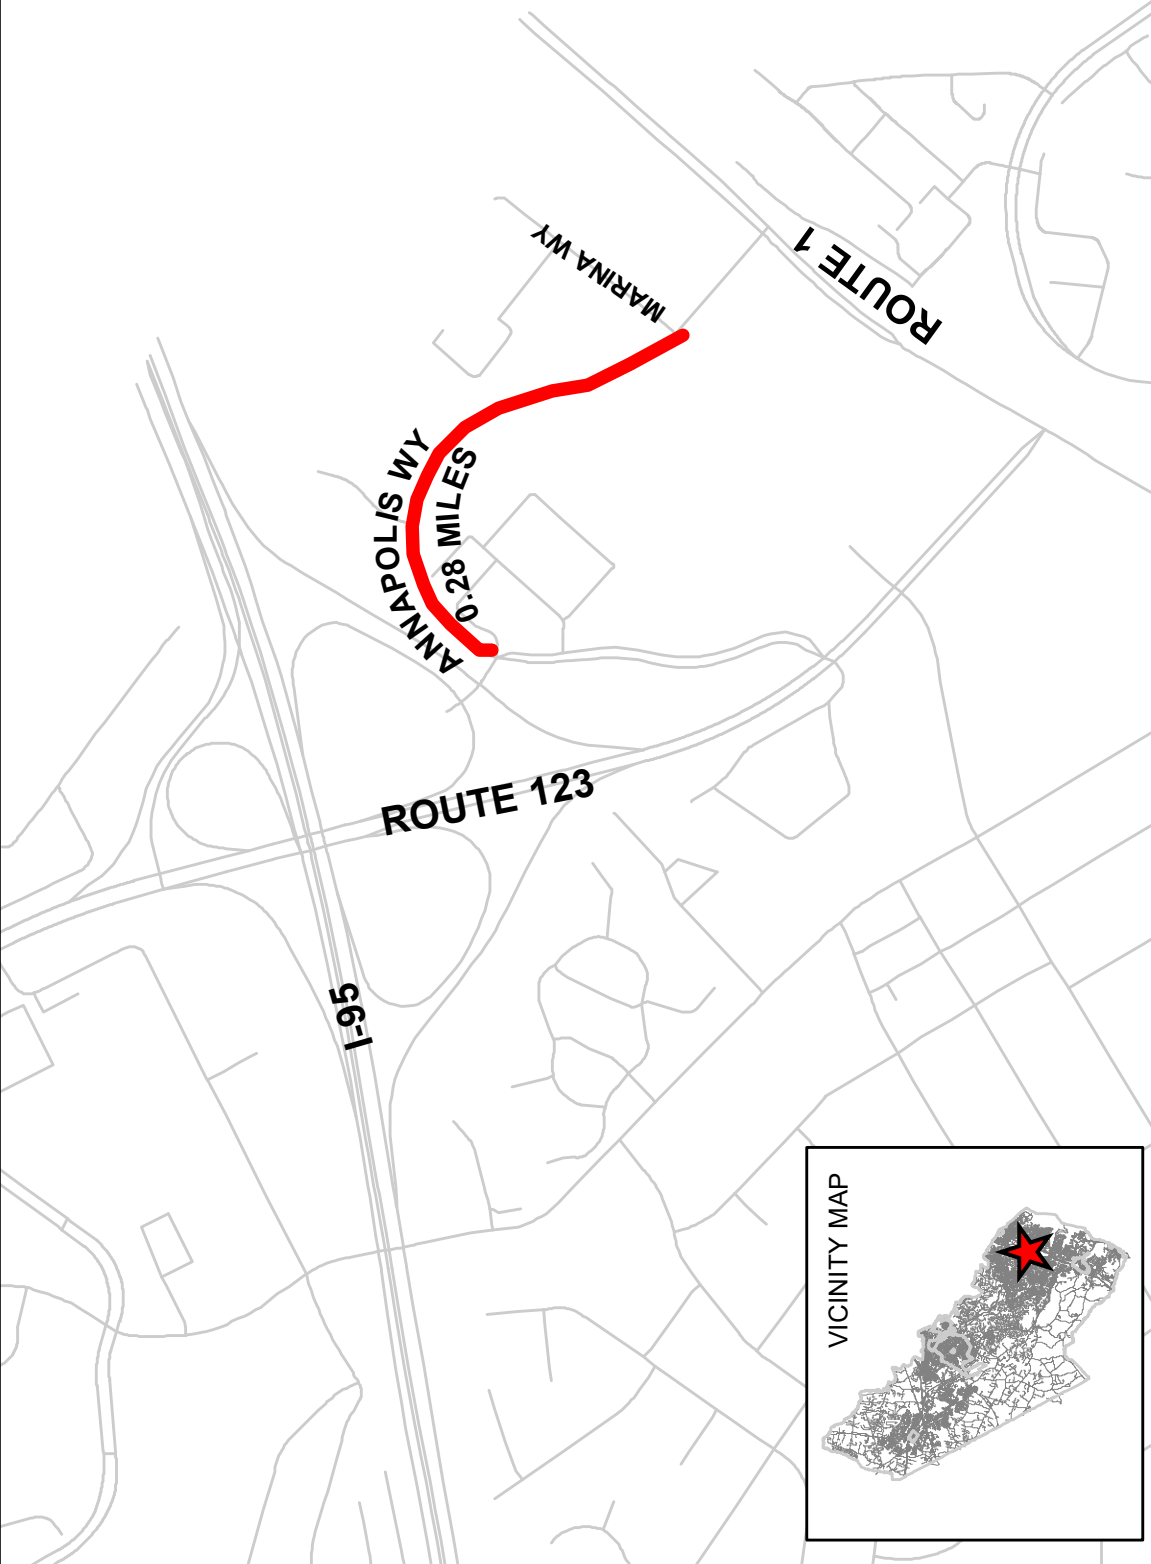 MARINA WY
ROUTE 1
ANNAPOLIS WY
0.28 MILES
ROUTE 123
I-95
VICINITY MAP